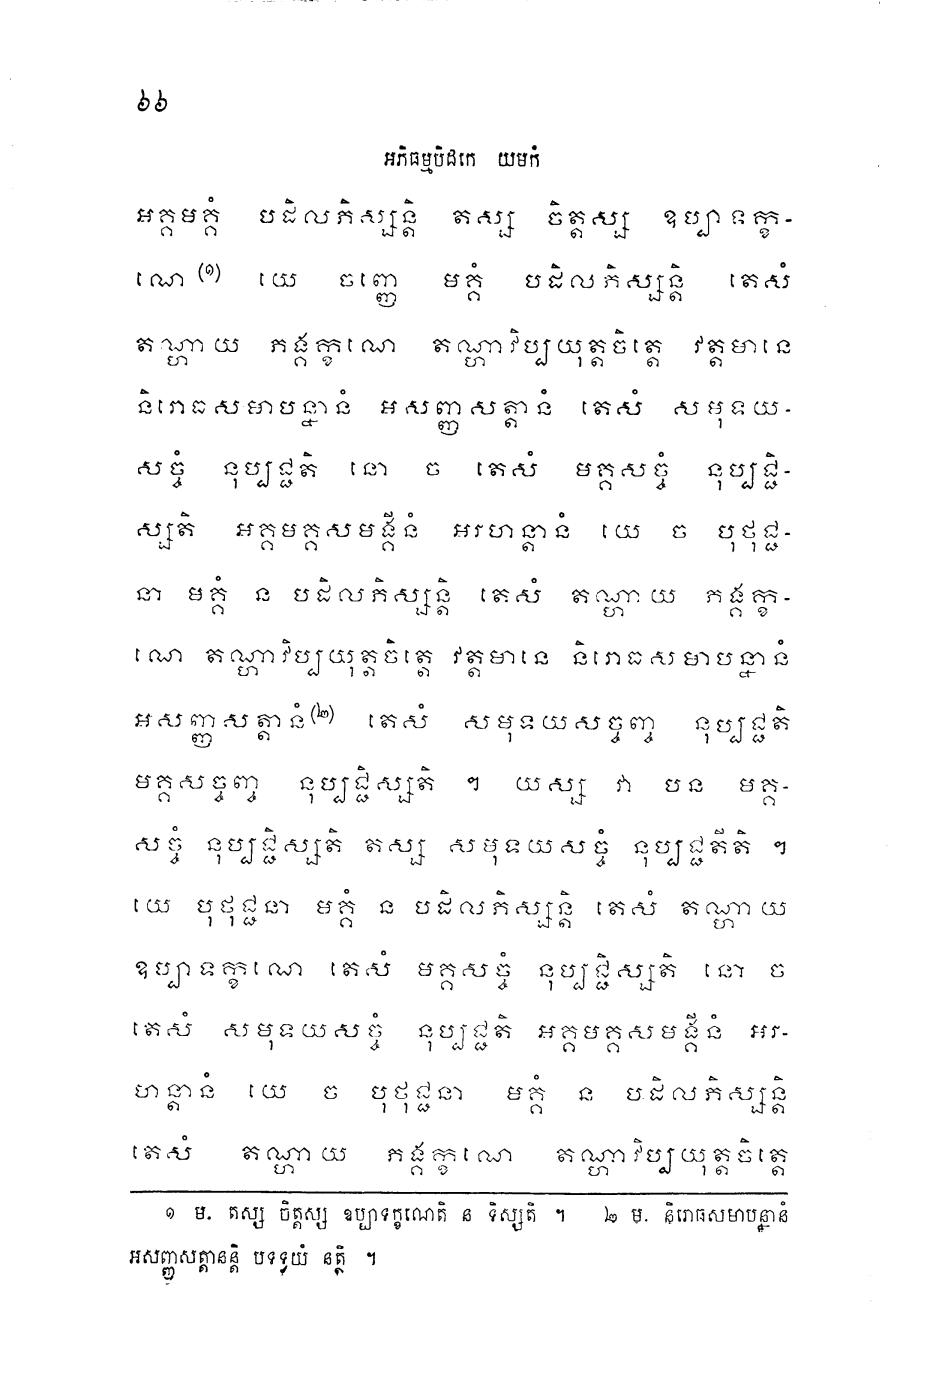 ៦៦
អភិធម្មបិដកេ យមកំ
អគ្គមគ្គំ បដិលភិស្សន្តិ តស្ស ចិត្តស្ស ឧប្បាទក្ខ-
ណេ (១) យេ ចញ្ញេ មគ្គំ បដិលភិស្សន្តិ តេសំ
តណ្ហាយ ភង្គក្ខណេ តណ្ហាវិប្បយុត្តចិត្តេ វត្តមានេ
និរោធសមាបន្នានំ អសញ្ញសត្តានំ តេសំ សមុទយ-
សច្ចំ នុប្បជ្ជតិ នោ ច តេសំ មគ្គសច្ចំ នុប្បជ្ជិ-
ស្សតិ អគ្គមគ្គសមង្គីនំ អរហន្តានំ យេ ច បុថុជ្ជ-
នា មគ្គំ ន បដិលភិស្សន្តិ តេសំ តណ្ហាយ ភង្គក្ខ-
ណេ តណ្ហាវិប្បយុត្តចិត្តេ វត្តមានេ និរោធសមាបន្នានំ
អសញ្ញសត្តានំ(២) តេសំ សមុទយសច្ចញ្ច នុប្បជ្ជតិ
មគ្គសច្ចញ្ច នុប្បជ្ជិស្សតិ ។ យស្ស វា បន មគ្គ-
សច្ចំ នុប្បជ្ជិស្សតិ តស្ស សមុទយសច្ចំ នុប្បជ្ជតីតិ ។
យេ បុថុជ្ជនា មគ្គំ ន បដិលភិស្សន្តិ តេសំ តណ្ហាយ
ឧប្បាទក្ខណេ តេសំ មគ្គសច្ចំ នុប្បជ្ជិស្សតិ នោ ច
តេសំ សមុទយសច្ចំ នុប្បជ្ជតិ អគ្គមគ្គសមង្គីនំ អរ-
ហន្តានំ យេ ច បុថុជ្ជនា មគ្គំ ន បដិលភិស្សន្តិ
តេសំ តណ្ហាយ ភង្គក្ខណេ តណ្ហាវិប្បយុត្តចិត្តេ
១ ម. តស្ស ចិត្តស្ស ឧប្បាទក្ខណេតិ ន ទិស្សតិ ។ ២ ម. និរោធសមាបន្នានំ
អសញ្ញសត្តានន្តិ បទទ្វយំ នត្ថិ ។